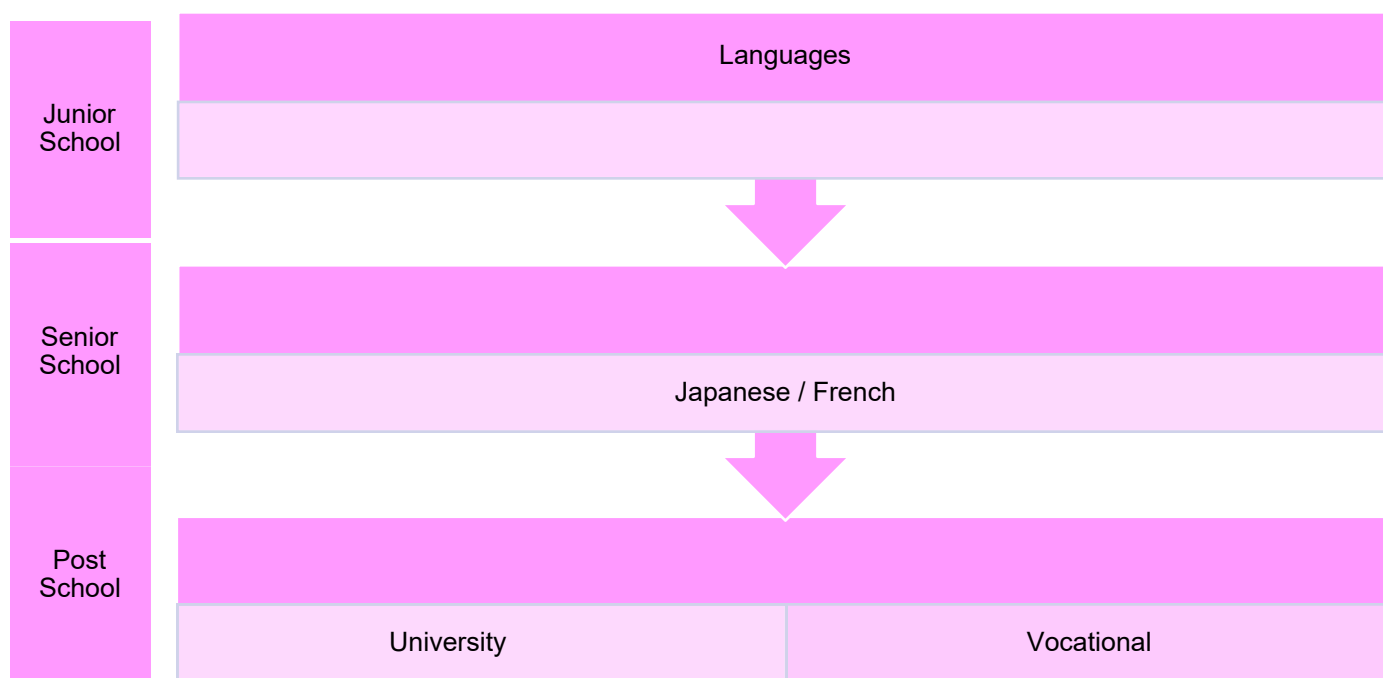 Languages
Junior
School
Senior
School
Japanese / French
Post
School
University
Vocational